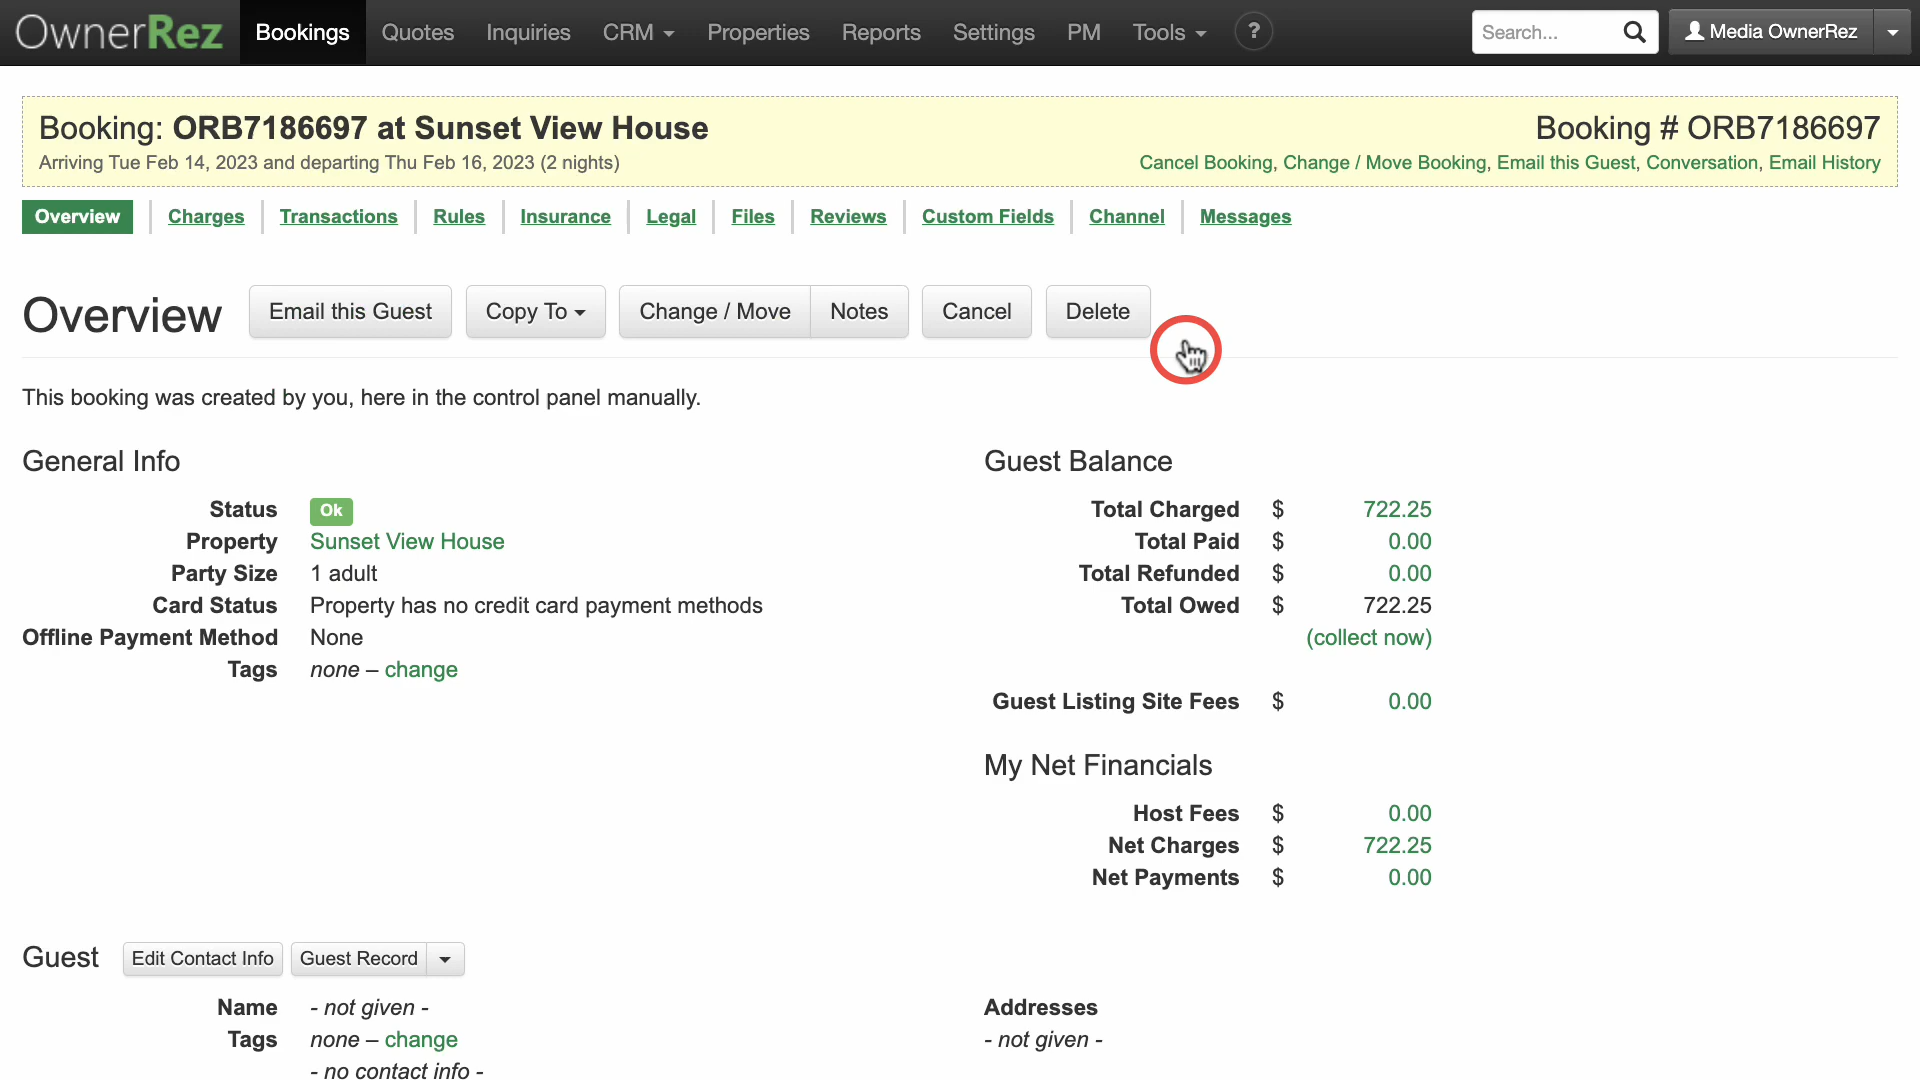 OwnerRez Bookings Quotes Inquiries CRM Properties Reports Settings PM Tools ? Search... Media OwnerRez
Booking: ORB7186697 at Sunset View House
Booking # ORB7186697
Arriving Tue Feb 14, 2023 and departing Thu Feb 16, 2023 (2 nights)
Cancel Booking, Change / Move Booking, Email this Guest, Conversation, Email History
Overview Charges Transactions Rules Insurance Legal Files Reviews Custom Fields Channel Messages
Overview Email this Guest Copy To Change / Move Notes Cancel Delete
This booking was created by you, here in the control panel manually.
General Info
Status Ok
Property Sunset View House
Party Size 1 adult
Card Status Property has no credit card payment methods
Offline Payment Method None
Tags none – change
Guest Balance
Total Charged $ 722.25
Total Paid $ 0.00
Total Refunded $ 0.00
Total Owed $ 722.25
(collect now)
Guest Listing Site Fees $ 0.00
My Net Financials
Host Fees $ 0.00
Net Charges $ 722.25
Net Payments $ 0.00
Guest Edit Contact Info Guest Record
Name - not given -
Tags none – change
- no contact info -
Addresses
- not given -